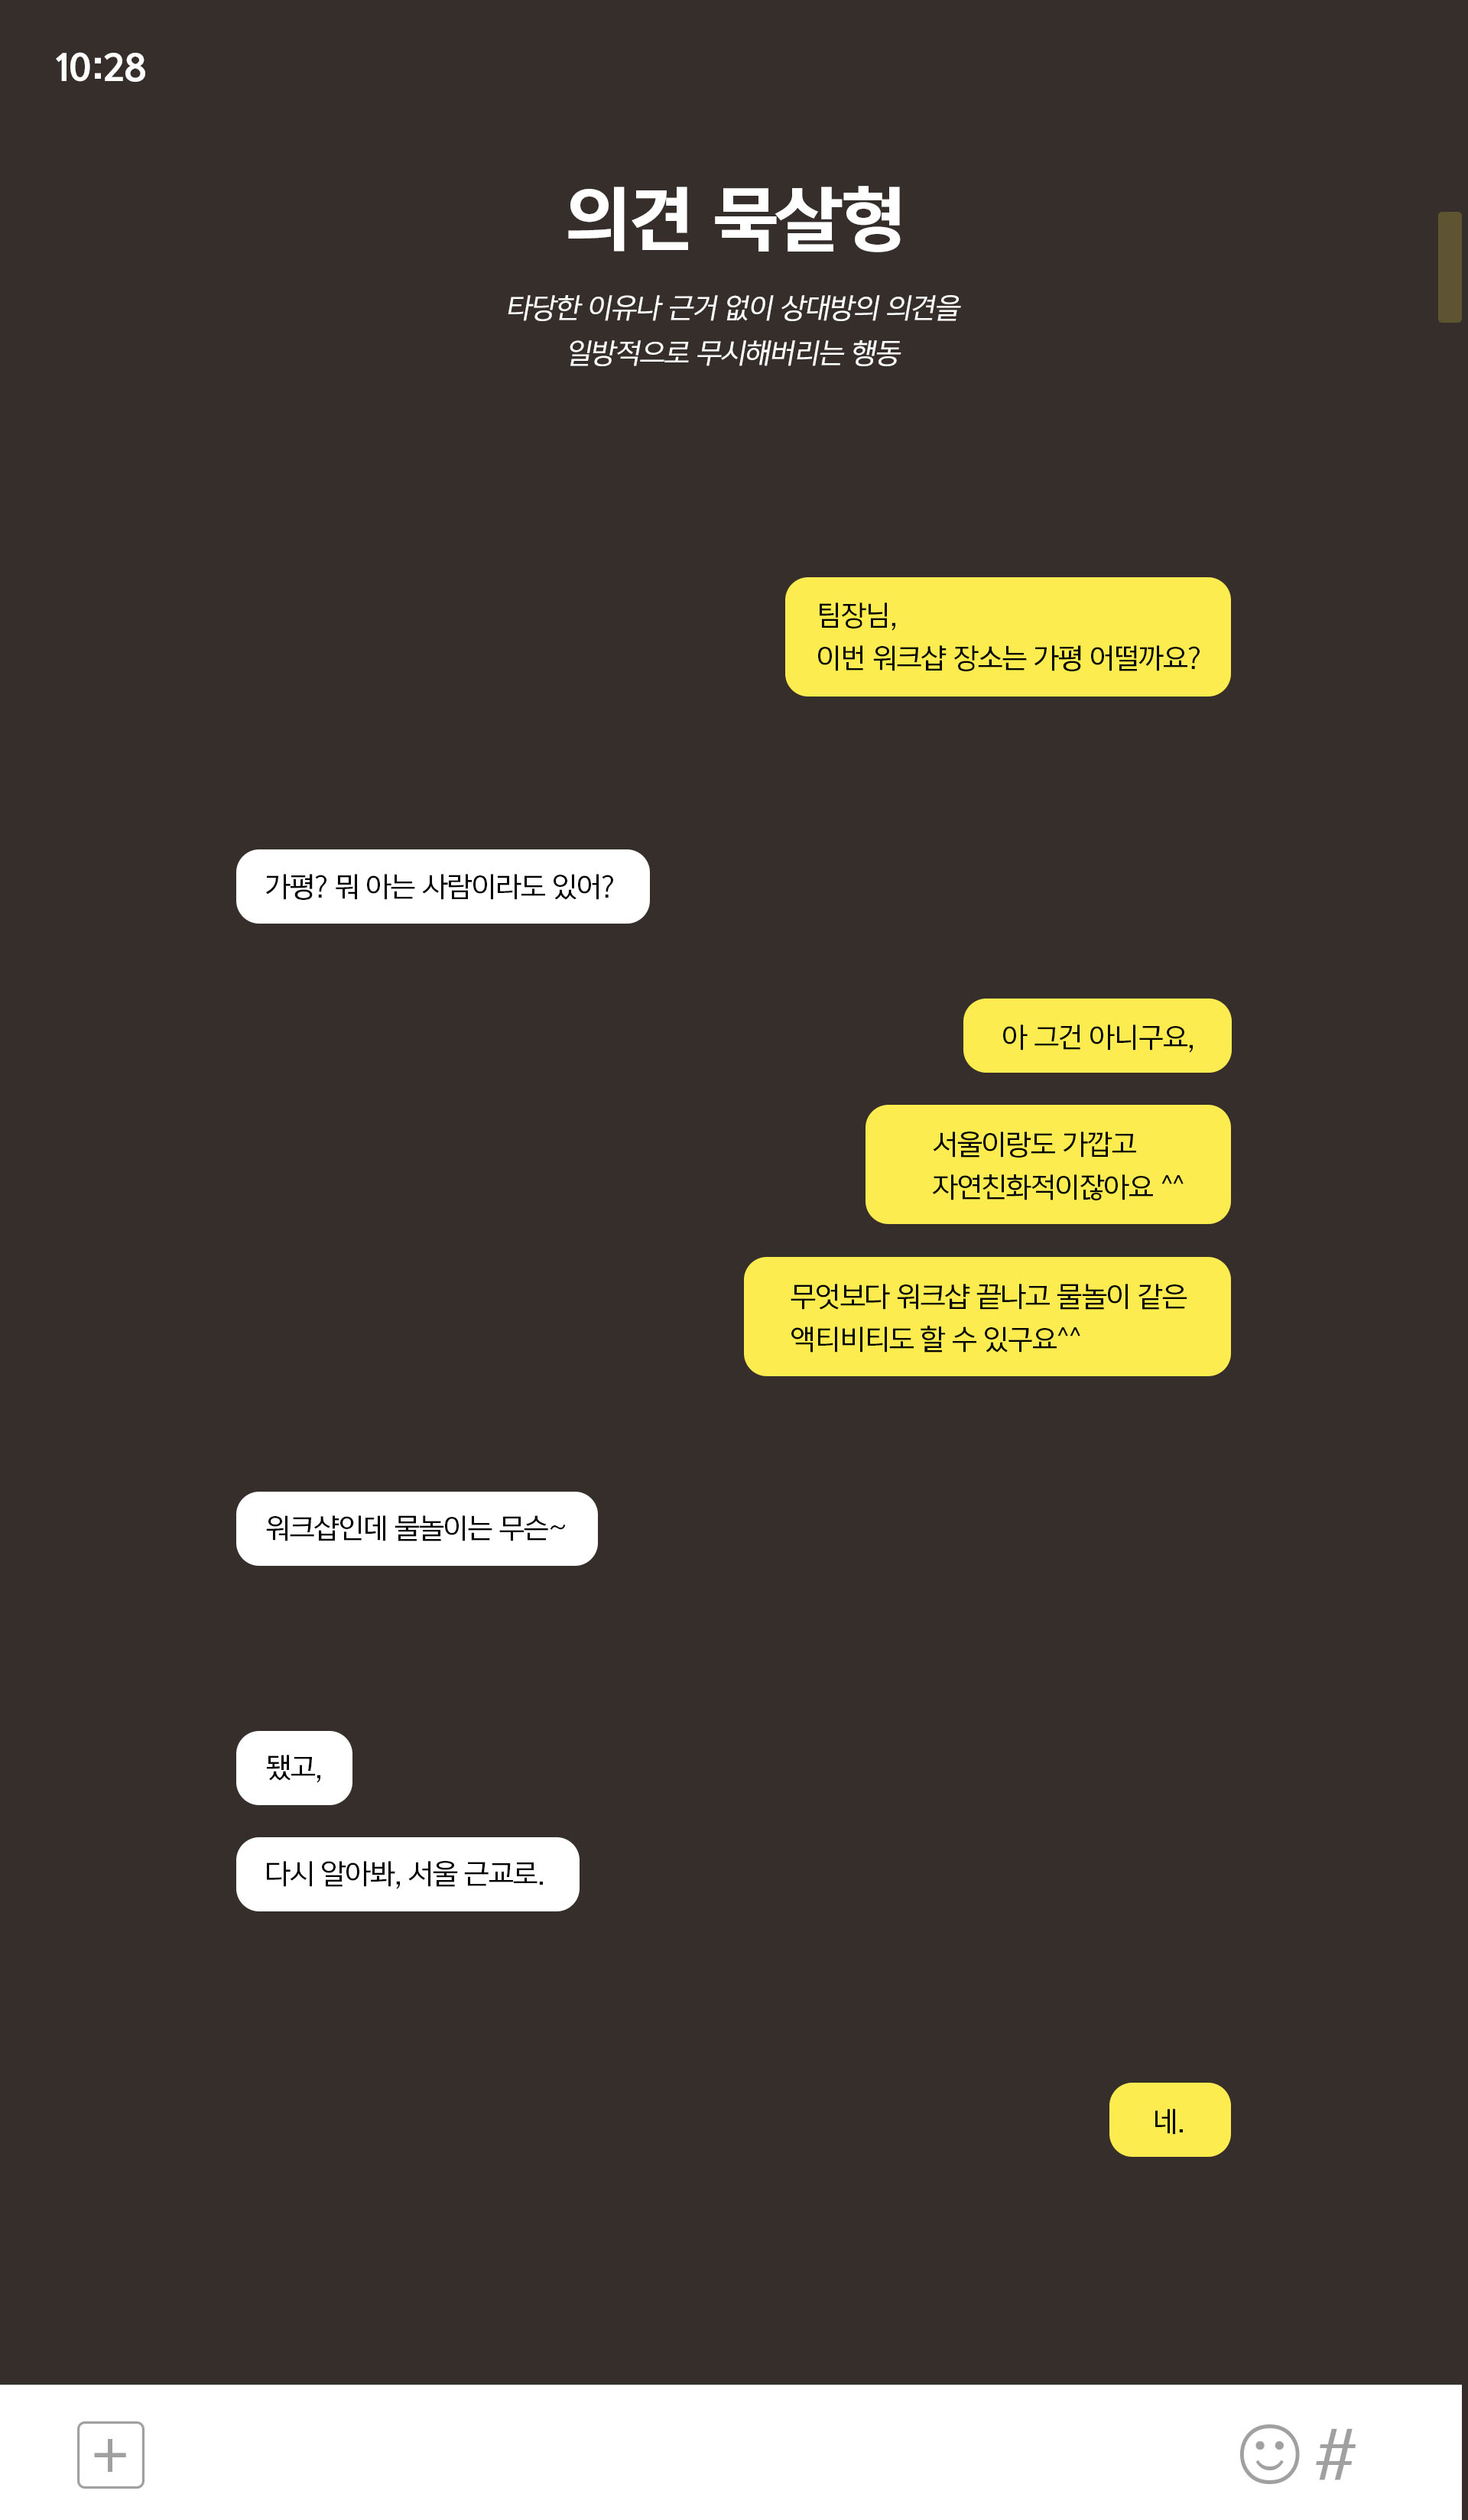 10:28
의견 묵살형
타당한 이유나 근거 없이 상대방의 의견을
일방적으로 무시해버리는 행동
팀장님,
이번 워크샵 장소는 가평 어떨까요?
가평? 뭐 아는 사람이라도 있어?
아 그건 아니구요,
서울이랑도 가깝고
자연친화적이잖아요 ^^
무엇보다 워크샵 끝나고 물놀이 같은
액티비티도 할 수 있구요^^
워크샵인데 물놀이는 무슨~
됐고,
다시 알아봐, 서울 근교로.
네.
#